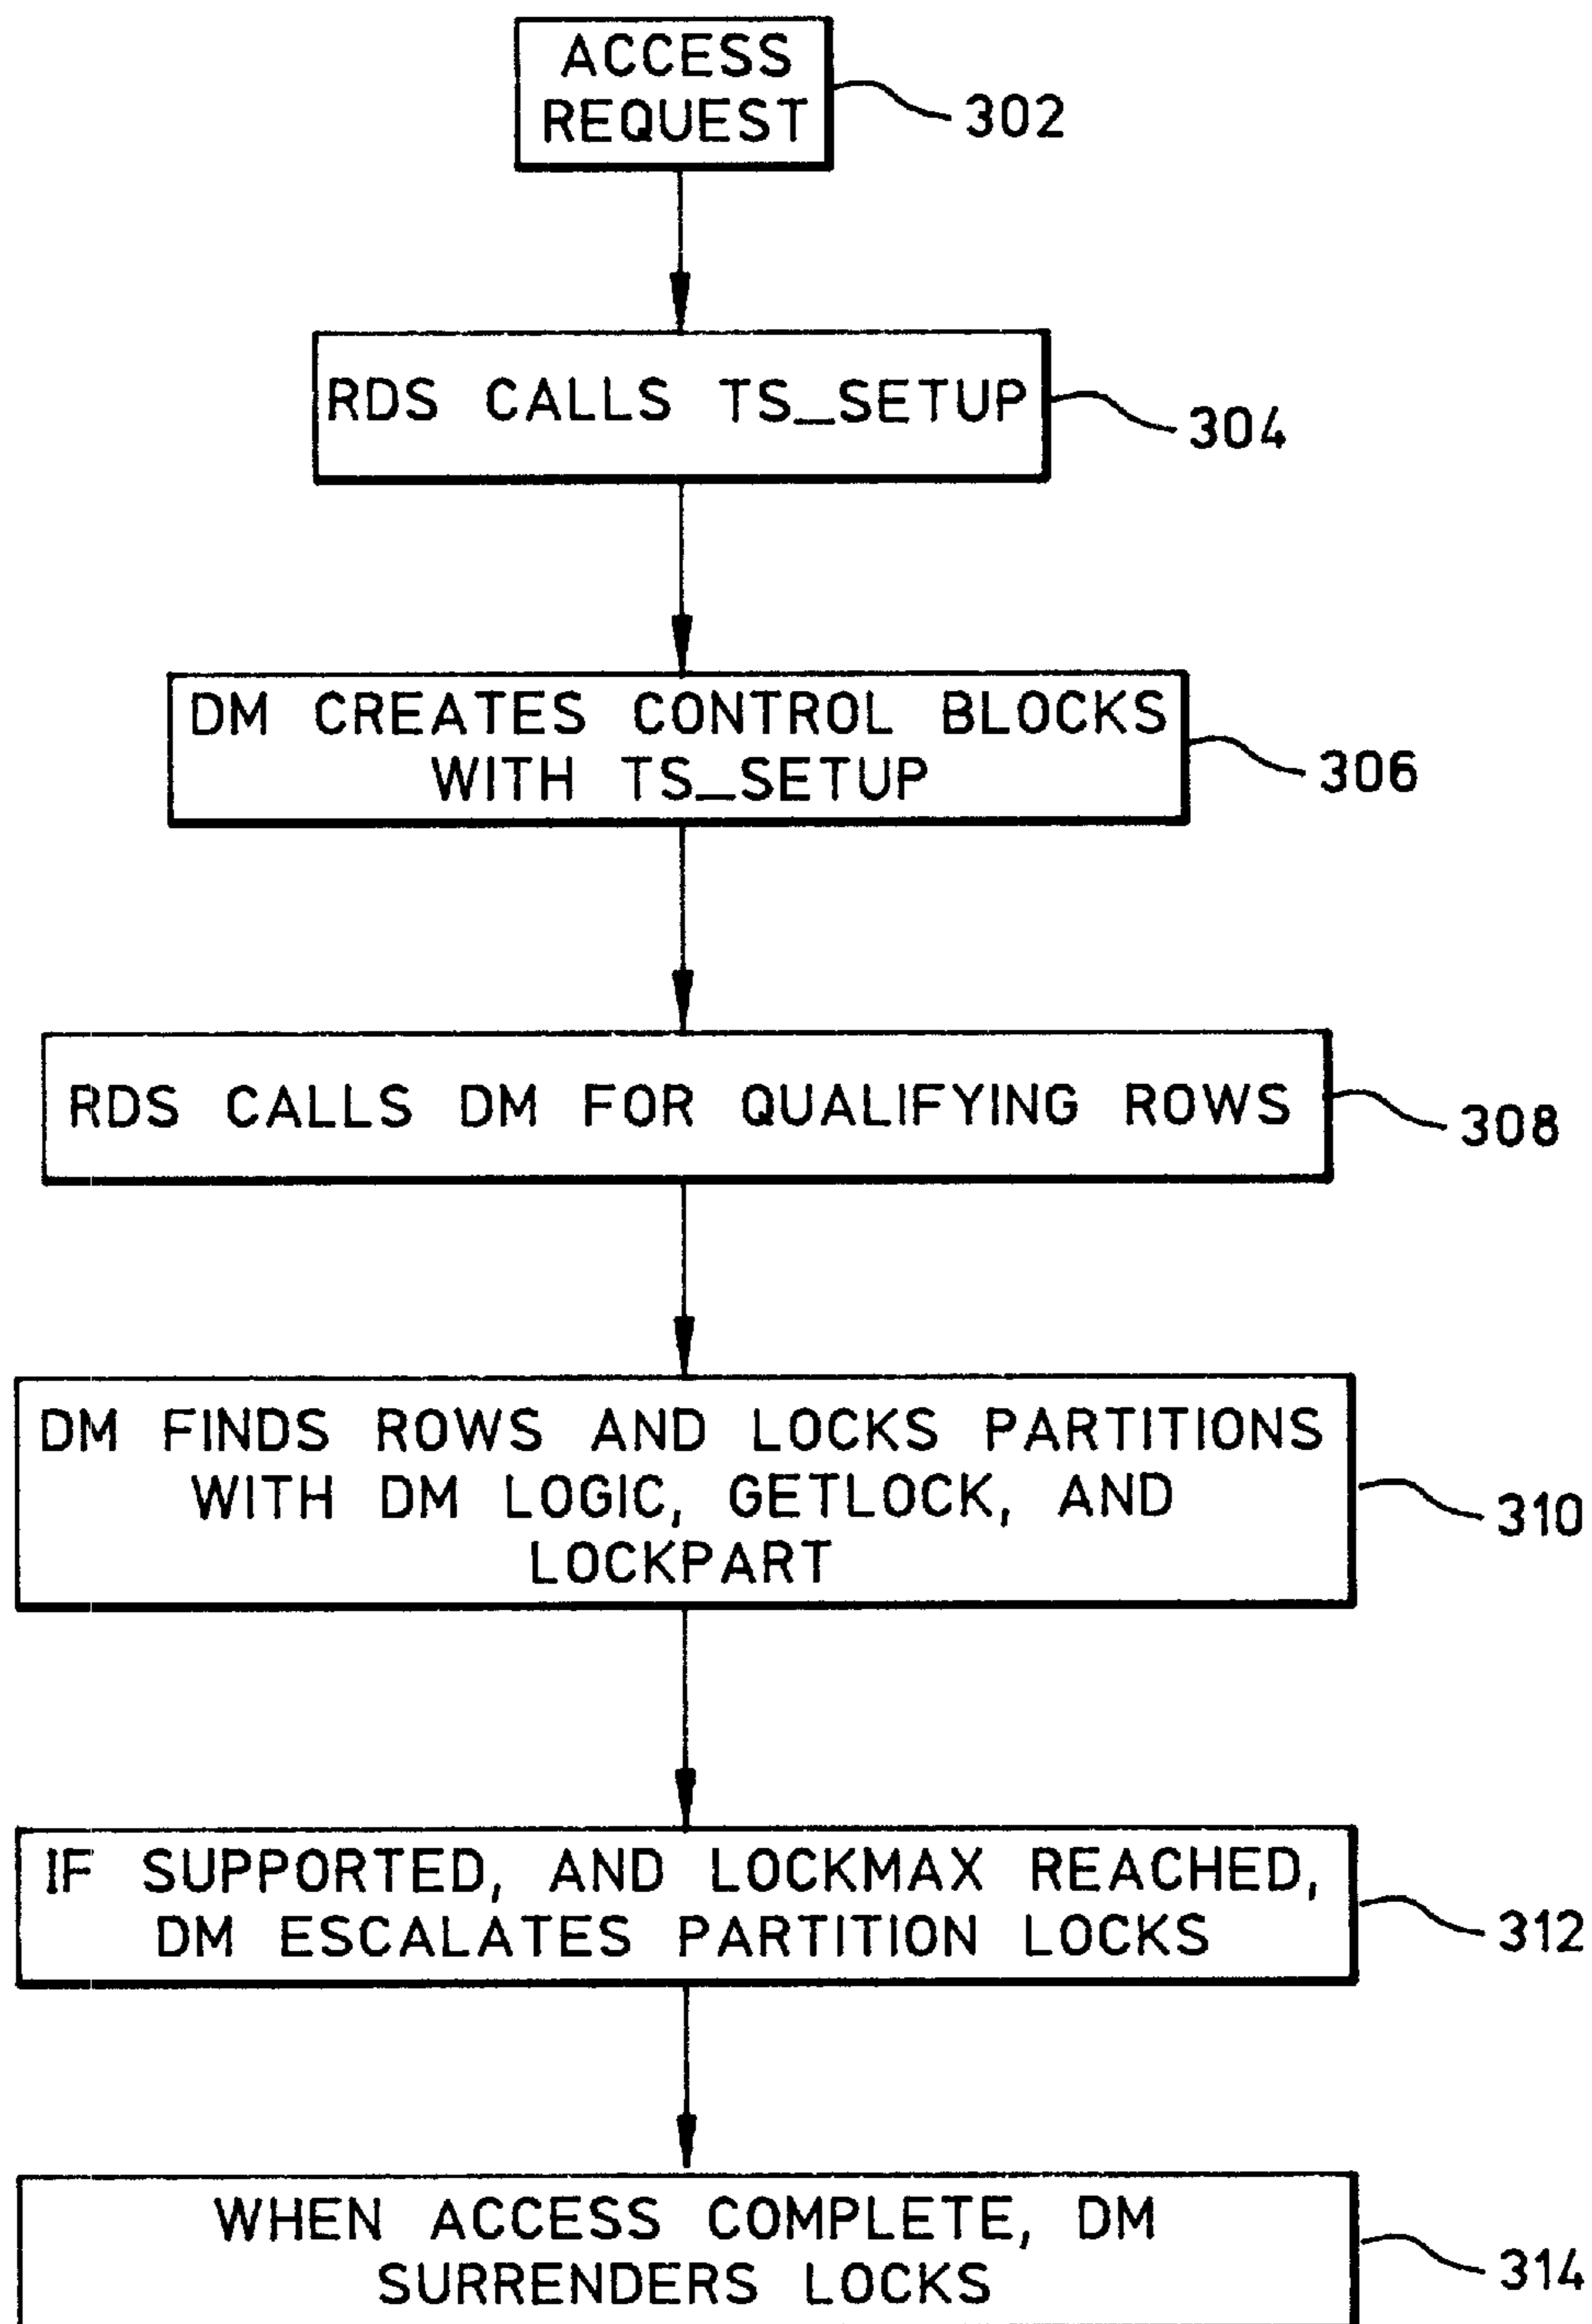 ACCESS
REQUEST
302
RDS CALLS TS_SETUP
304
DM CREATES CONTROL BLOCKS
WITH TS_SETUP
306
RDS CALLS DM FOR QUALIFYING ROWS
308
DM FINDS ROWS AND LOCKS PARTITIONS
WITH DM LOGIC, GETLOCK, AND
LOCKPART
310
IF SUPPORTED, AND LOCKMAX REACHED,
DM ESCALATES PARTITION LOCKS
312
WHEN ACCESS COMPLETE, DM
SURRENDERS LOCKS
314